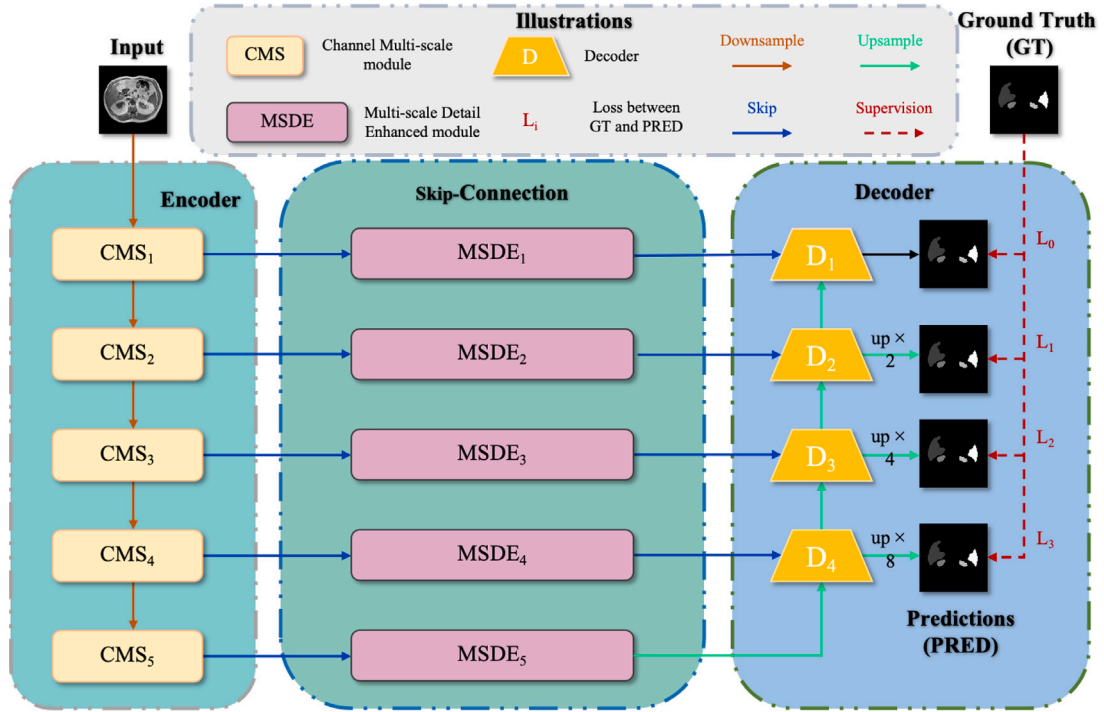 Input
Illustrations
CMS
Channel Multi-scale
module
D
Decoder
Downsample
Upsample
MSDE
Multi-scale Detail
Enhanced module
Lᵢ
Loss between
GT and PRED
Skip
Supervision
Ground Truth
(GT)
Encoder
Skip-Connection
Decoder
CMS₁
MSDE₁
D₁
L₀
CMS₂
MSDE₂
D₂
up ×
2
L₁
CMS₃
MSDE₃
D₃
up ×
4
L₂
CMS₄
MSDE₄
D₄
up ×
8
L₃
CMS₅
MSDE₅
Predictions
(PRED)